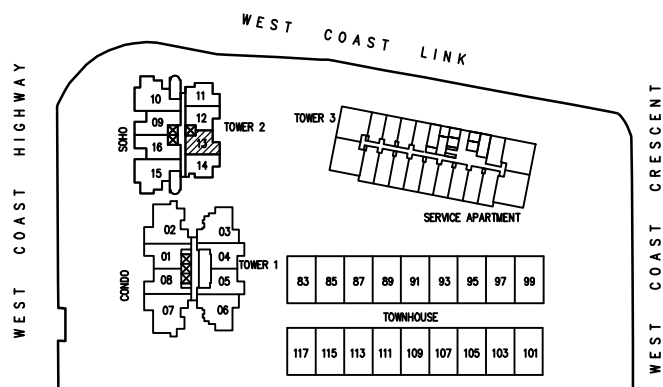 WEST COAST LINK
WEST COAST HIGHWAY
WEST COAST CRESCENT
10 11
09 12
SOHO
TOWER 2
16 13
15 14
TOWER 3
SERVICE APARTMENT
02 03
01 04
TOWER 1
CONDO
08 05
07 06
83 85 87 89 91 93 95 97 99
TOWNHOUSE
117 115 113 111 109 107 105 103 101